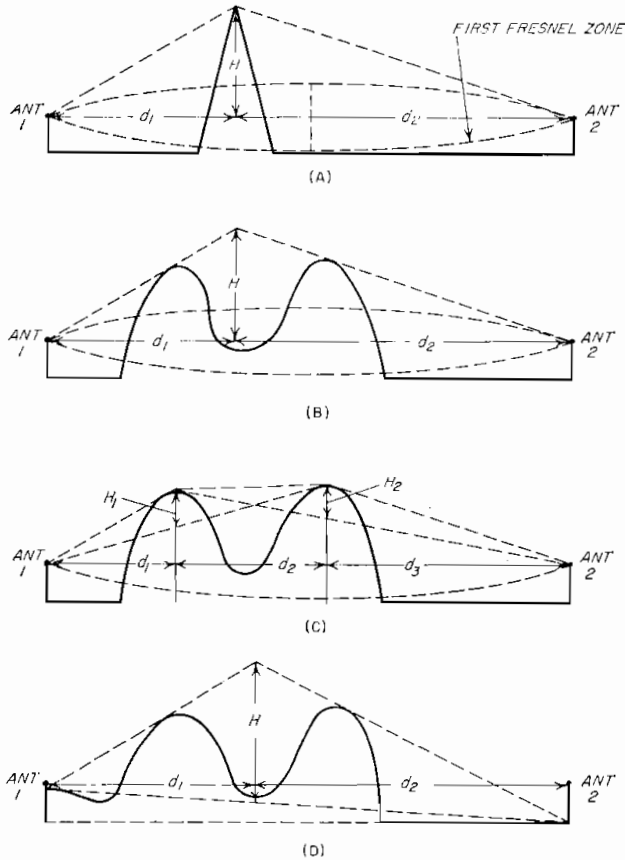 FIRST FRESNEL ZONE
H
ANT 1
d₁
d₂
ANT 2
(A)
H
ANT 1
d₁
d₂
ANT 2
(B)
H₁
H₂
ANT 1
d₁
d₂
d₃
ANT 2
(C)
H
ANT 1
d₁
d₂
ANT 2
(D)